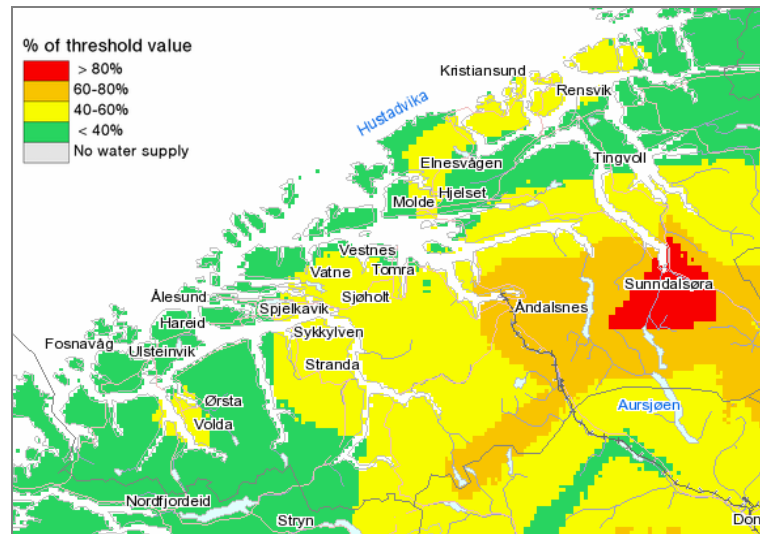 % of threshold value
> 80%
60-80%
40-60%
< 40%
No water supply
Kristiansund
Rensvik
Hustadvika
Elnesvågen
Tingvoll
Hjelset
Molde
Vestnes
Vatne
Tomra
Sunndalsøra
Ålesund
Sjøholt
Spjelkavik
Åndalsnes
Hareid
Fosnavåg
Sykkylven
Ulsteinvik
Stranda
Ørsta
Aursjøen
Volda
Nordfjordeid
Stryn
Dom